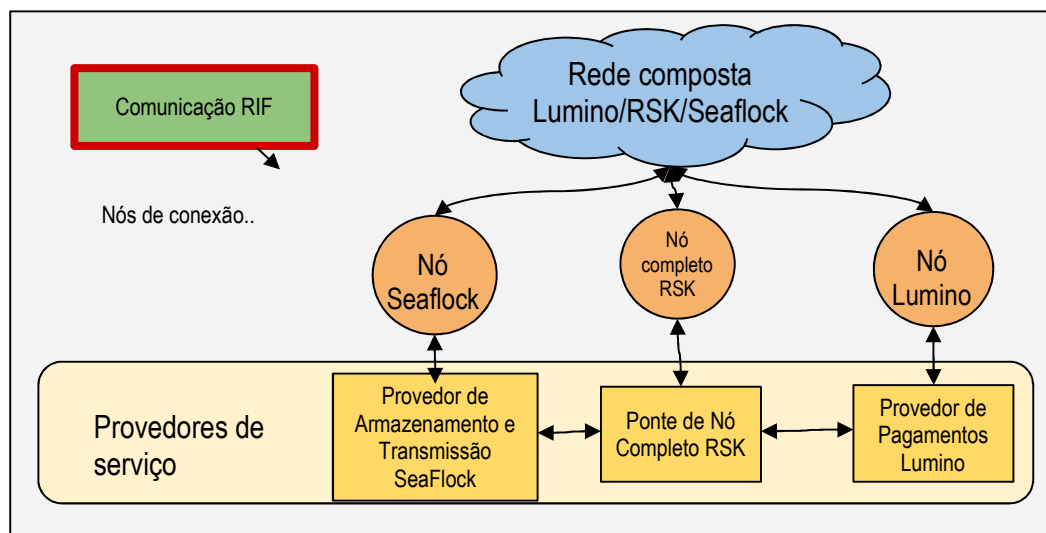 Rede composta
Lumino/RSK/Seaflock
Comunicação RIF
Nós de conexão..
Nó
Seaflock
Nó
completo
RSK
Nó
Lumino
Provedores de
serviço
Provedor de
Armazenamento e
Transmissão
SeaFlock
Ponte de Nó
Completo RSK
Provedor de
Pagamentos
Lumino